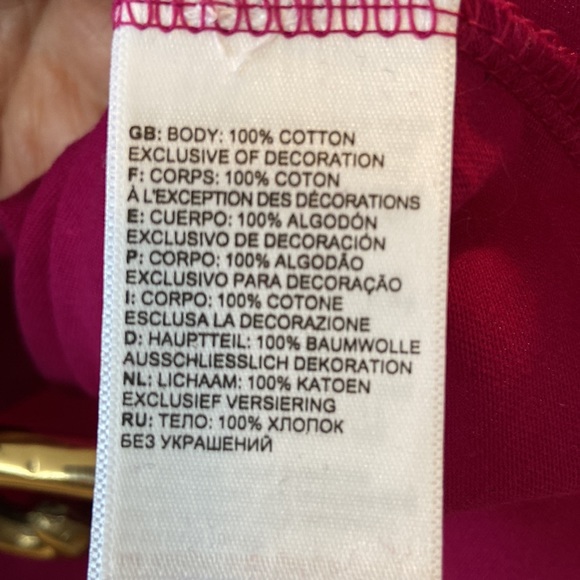 GB: BODY: 100% COTTON
EXCLUSIVE OF DECORATION
F: CORPS: 100% COTON
À L'EXCEPTION DES DÉCORATIONS
E: CUERPO: 100% ALGODÓN
EXCLUSIVO DE DECORACIÓN
P: CORPO: 100% ALGODÃO
EXCLUSIVO PARA DECORAÇÃO
I: CORPO: 100% COTONE
ESCLUSA LA DECORAZIONE
D: HAUPTTEIL: 100% BAUMWOLLE
AUSSCHLIESSLICH DEKORATION
NL: LICHAAM: 100% KATOEN
EXCLUSIEF VERSIERING
RU: ТЕЛО: 100% ХЛОПОК
БЕЗ УКРАШЕНИЙ